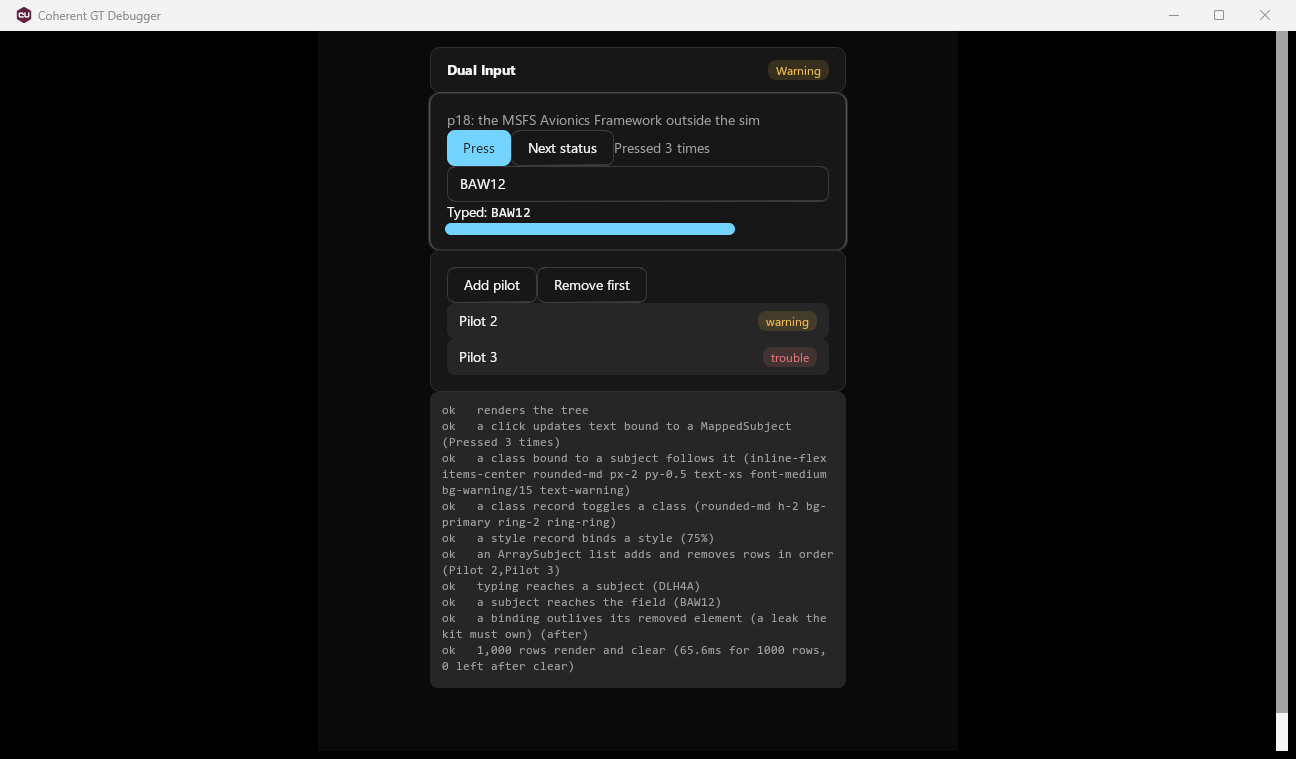 Coherent GT Debugger
Dual Input
Warning
p18: the MSFS Avionics Framework outside the sim
Press
Next status
Pressed 3 times
BAW12
Typed: BAW12
Add pilot
Remove first
Pilot 2
warning
Pilot 3
trouble
ok   renders the tree
ok   a click updates text bound to a MappedSubject
(Pressed 3 times)
ok   a class bound to a subject follows it (inline-flex
items-center rounded-md px-2 py-0.5 text-xs font-medium
bg-warning/15 text-warning)
ok   a class record toggles a class (rounded-md h-2 bg-
primary ring-2 ring-ring)
ok   a style record binds a style (75%)
ok   an ArraySubject list adds and removes rows in order
(Pilot 2,Pilot 3)
ok   typing reaches a subject (DLH4A)
ok   a subject reaches the field (BAW12)
ok   a binding outlives its removed element (a leak the
kit must own) (after)
ok   1,000 rows render and clear (65.6ms for 1000 rows,
0 left after clear)